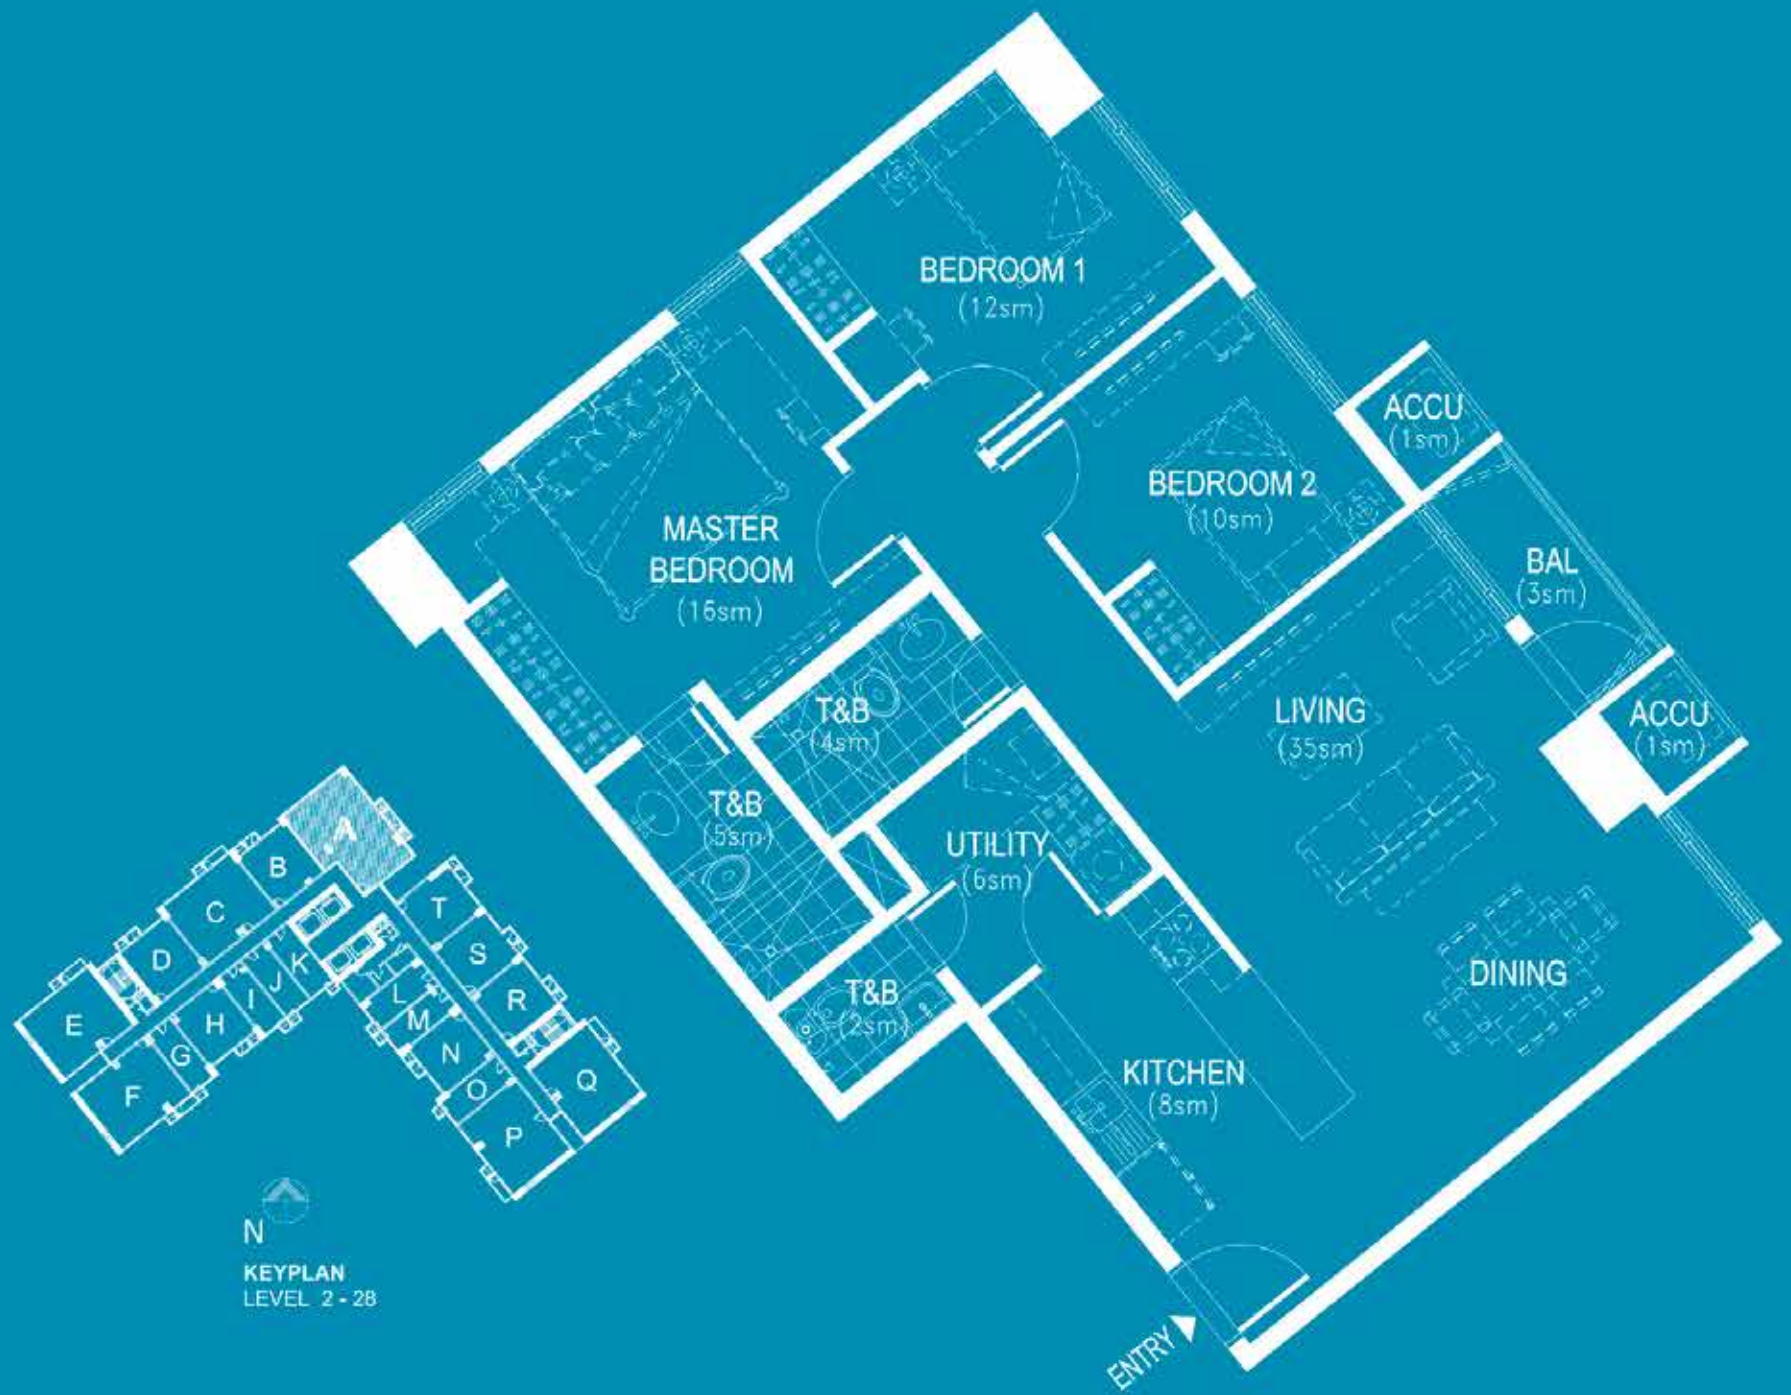 BEDROOM 1
(12sm)
ACCU
(1sm)
BEDROOM 2
(10sm)
MASTER
BEDROOM
(16sm)
BAL
(3sm)
T&B
(4sm)
LIVING
(35sm)
ACCU
(1sm)
T&B
(5sm)
UTILITY
(6sm)
DINING
T&B
(2sm)
KITCHEN
(8sm)
ENTRY
A
B
C
D
E
F
G
H
I
J
K
L
M
N
O
P
Q
R
S
T
N
KEYPLAN
LEVEL 2 - 28